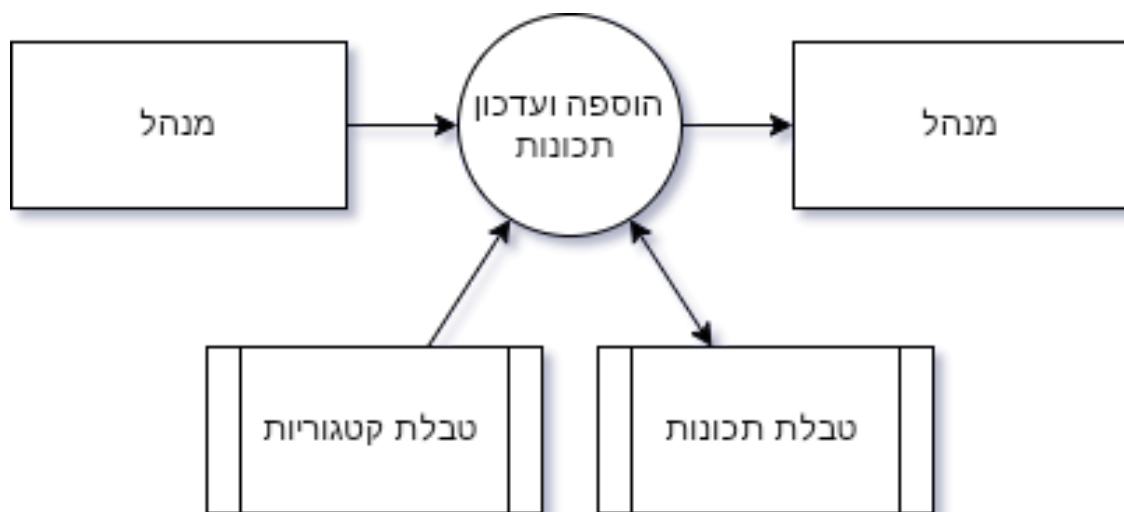 מנהל
הוספה ועדכון
תכונות
מנהל
טבלת קטגוריות
טבלת תכונות